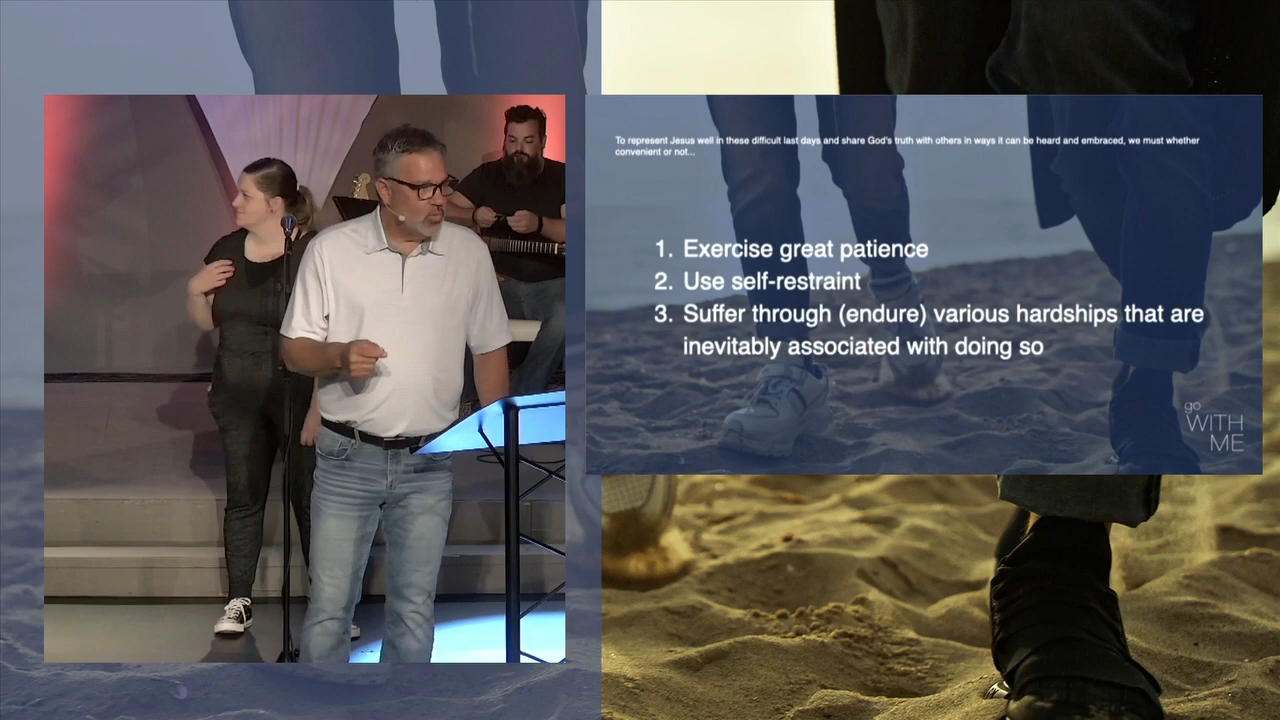 To represent Jesus well in these difficult last days and share God's truth with others in ways it can be heard and embraced, we must whether
convenient or not...
1. Exercise great patience
2. Use self-restraint
3. Suffer through (endure) various hardships that are
inevitably associated with doing so
go
WITH
ME